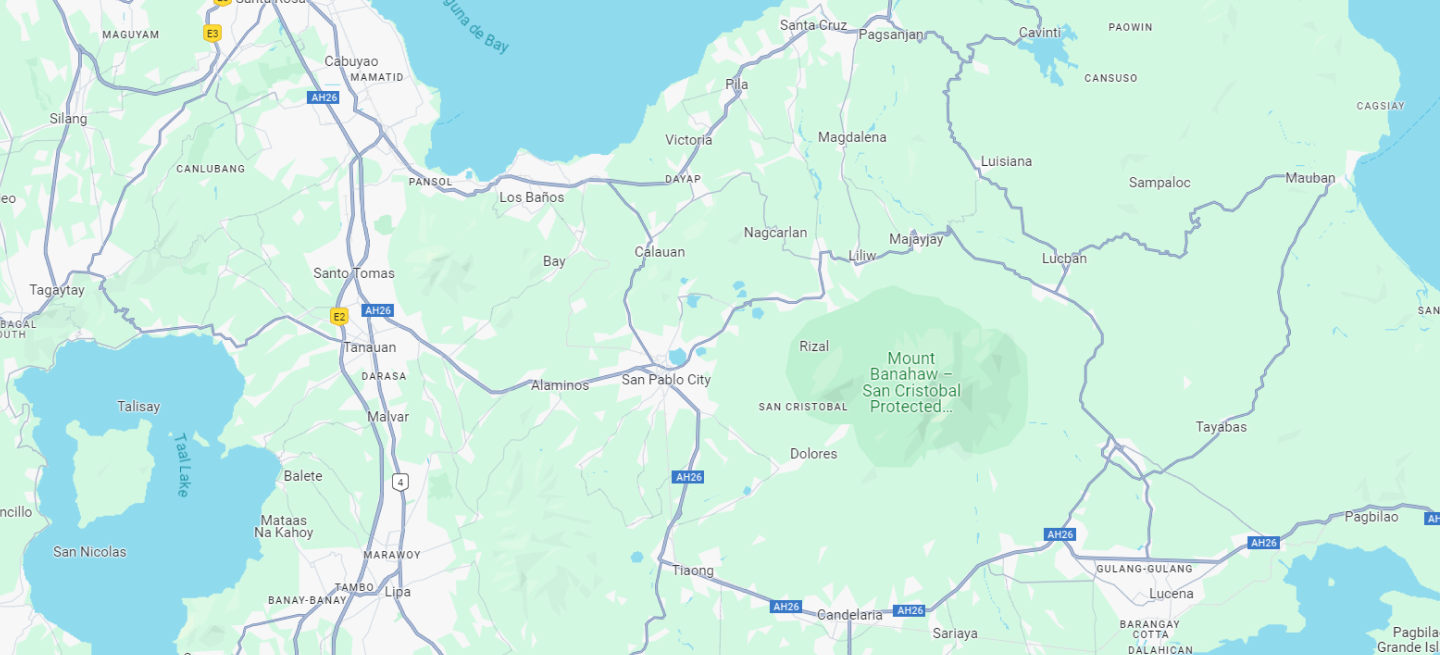 Santa Rosa
Laguna de Bay
Santa Cruz
Pagsanjan
Cavinti
PAOWIN
MAGUYAM
E3
Cabuyao
MAMATID
CANSUSO
Pila
AH26
CAGSIAY
Silang
Victoria
Magdalena
CANLUBANG
Luisiana
PANSOL
DAYAP
Sampaloc
Mauban
Los Baños
eo
Nagcarlan
Majayjay
Calauan
Liliw
Lucban
Bay
Santo Tomas
Tagaytay
AH26
E2
BAGAL
OUTH
SAN
Tanauan
Rizal
Mount
Banahaw –
San Cristobal
Protected...
DARASA
San Pablo City
Alaminos
Talisay
SAN CRISTOBAL
Malvar
Tayabas
Taal Lake
Dolores
Balete
AH26
4
ncillo
Mataas
Na Kahoy
Pagbilao
AH
AH26
AH26
San Nicolas
MARAWOY
Tiaong
GULANG-GULANG
TAMBO
BANAY-BANAY
Lipa
Lucena
AH26
Candelaria
AH26
Sariaya
BARANGAY
COTTA
DALAHICAN
Pagbila
Grande Isl